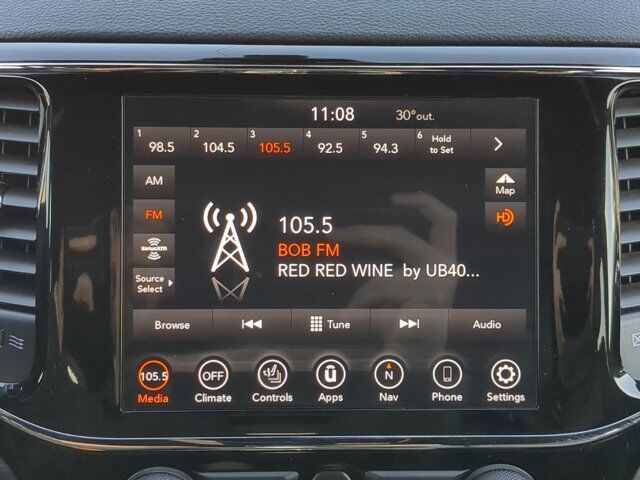 11:08 30°out.
1 98.5 2 104.5 3 105.5 4 92.5 5 94.3 6 Hold to Set
AM
Map
FM
HD
SiriusXM
105.5
BOB FM
RED RED WINE by UB40...
Source
Select
Browse Tune Audio
105.5 OFF u N
Media Climate Controls Apps Nav Phone Settings